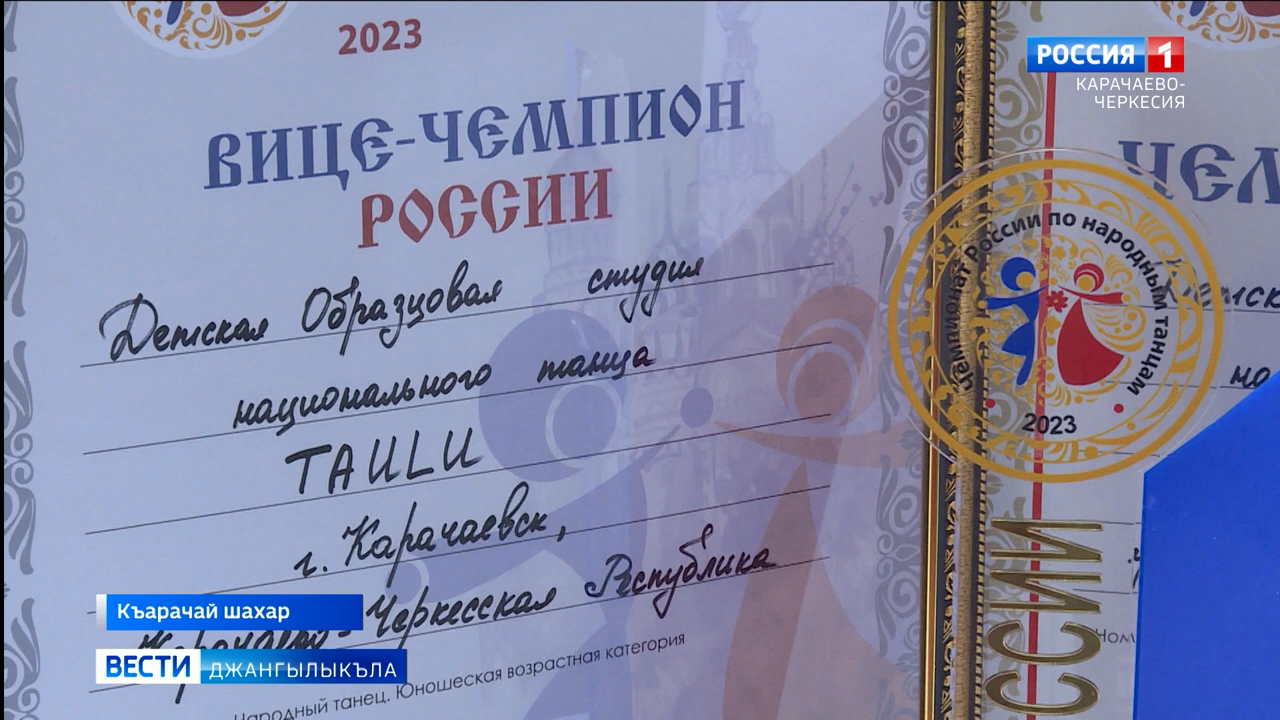 2023
ВИЦЕ-ЧЕМПИОН
РОССИИ
Детская Образцовая студия
национального танца
TAULU
г. Карачаевск,
Карачаево-Черкесская Республика
Народный танец. Юношеская возрастная категория
РОССИЯ 1
КАРАЧАЕВО-
ЧЕРКЕСИЯ
Чемпионат России по народным танцам
2023
Къарачай шахар
ВЕСТИ ДЖАНГЫЛЫКЪЛА